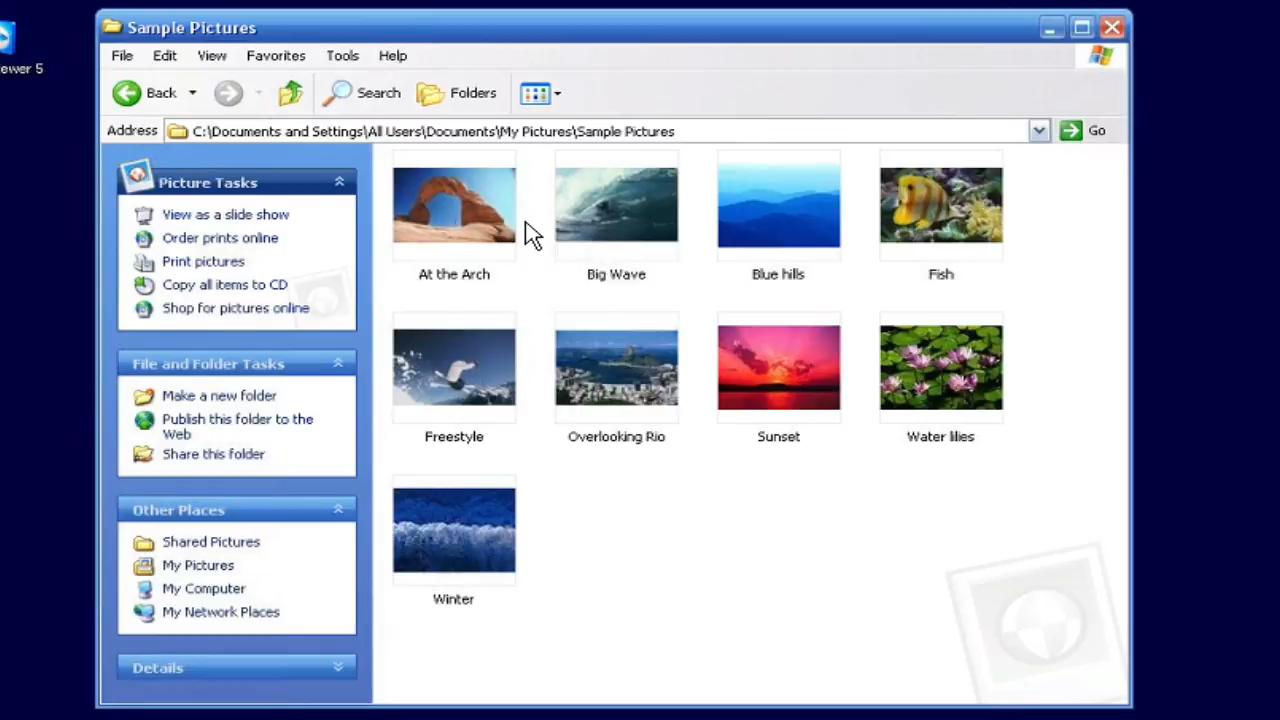 Sample Pictures
ewer 5
File Edit View Favorites Tools Help
Back Search Folders
Address C:\Documents and Settings\All Users\Documents\My Pictures\Sample Pictures Go
Picture Tasks
View as a slide show
Order prints online
Print pictures
Copy all items to CD
Shop for pictures online
File and Folder Tasks
Make a new folder
Publish this folder to the
Web
Share this folder
Other Places
Shared Pictures
My Pictures
My Computer
My Network Places
Details
At the Arch Big Wave Blue hills Fish
Freestyle Overlooking Rio Sunset Water lilies
Winter